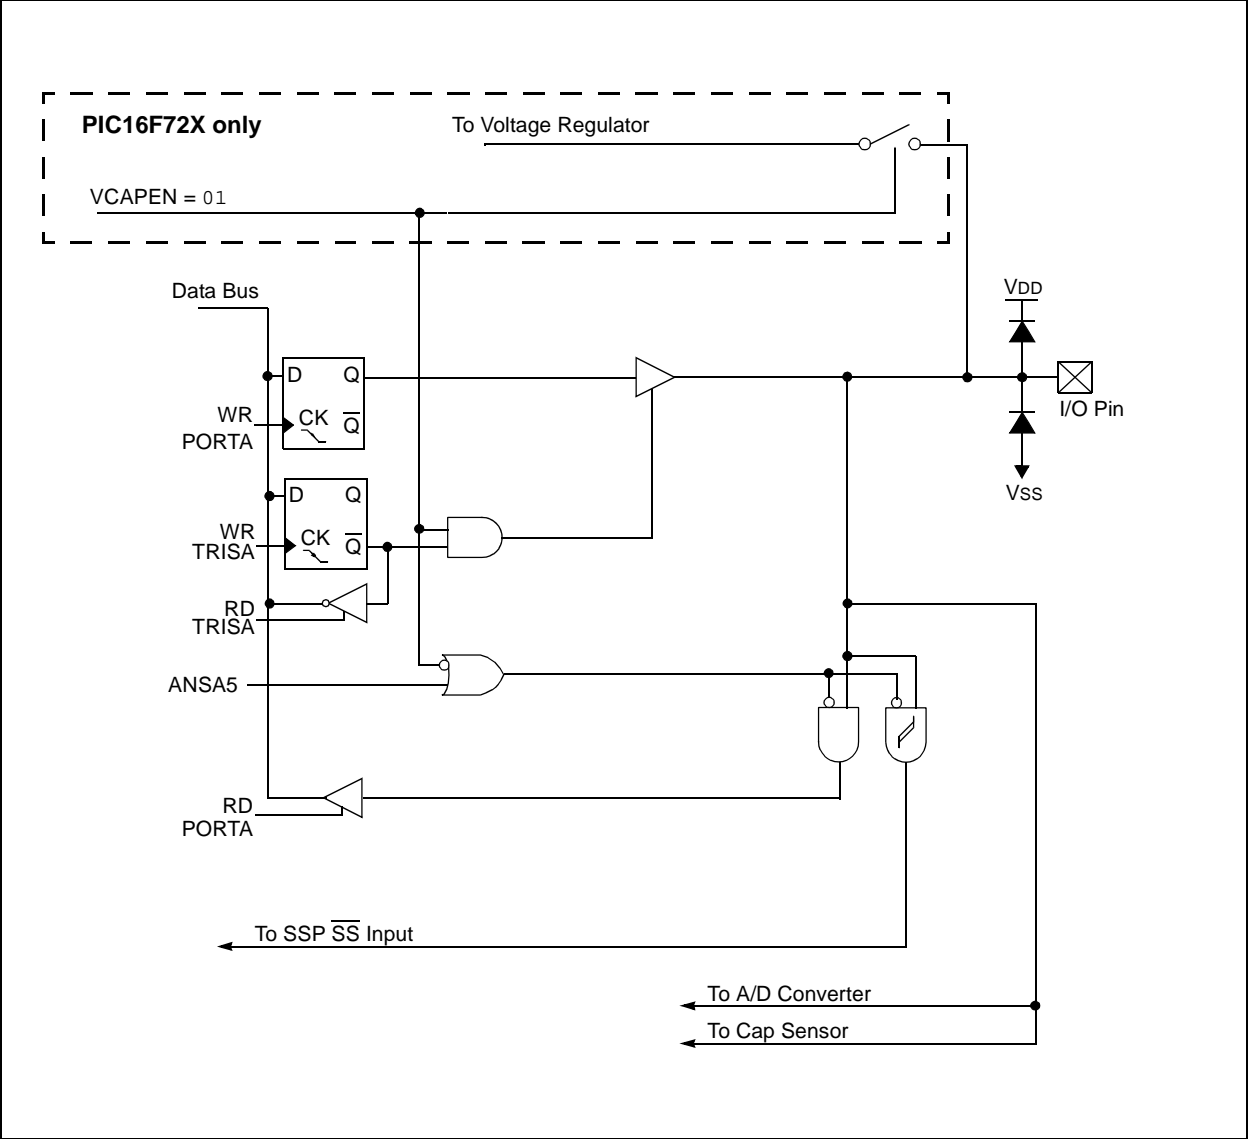 PIC16F72X only
To Voltage Regulator
VCAPEN = 01
Data Bus
VDD
D Q
WR
PORTA
CK
Q
I/O Pin
VSS
D Q
WR
TRISA
CK
Q
RD
TRISA
ANSA5
RD
PORTA
To SSP SS Input
To A/D Converter
To Cap Sensor